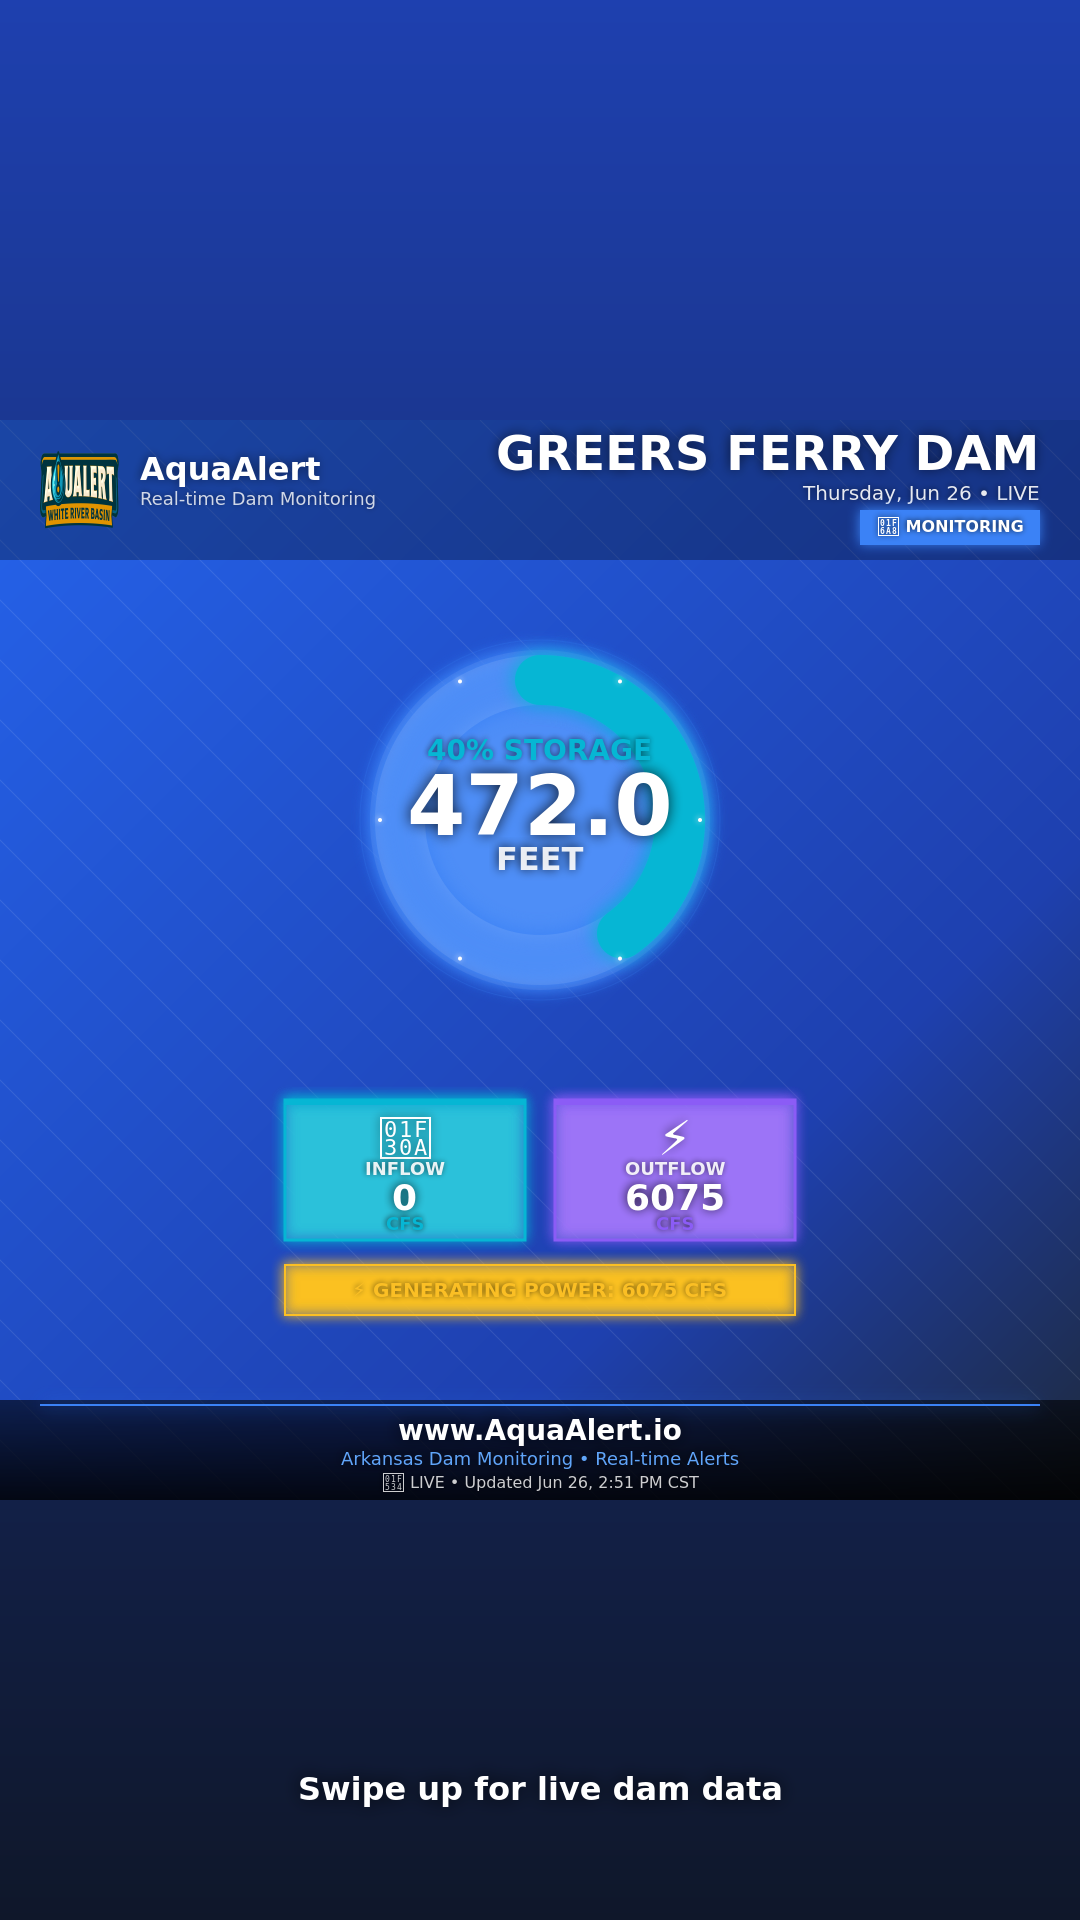 AQUALERT
WHITE RIVER BASIN
AquaAlert
Real-time Dam Monitoring
GREERS FERRY DAM
Thursday, Jun 26 • LIVE
MONITORING
40% STORAGE
472.0
FEET
INFLOW
0
CFS
⚡
OUTFLOW
6075
CFS
⚡ GENERATING POWER: 6075 CFS
www.AquaAlert.io
Arkansas Dam Monitoring • Real-time Alerts
LIVE • Updated Jun 26, 2:51 PM CST
Swipe up for live dam data